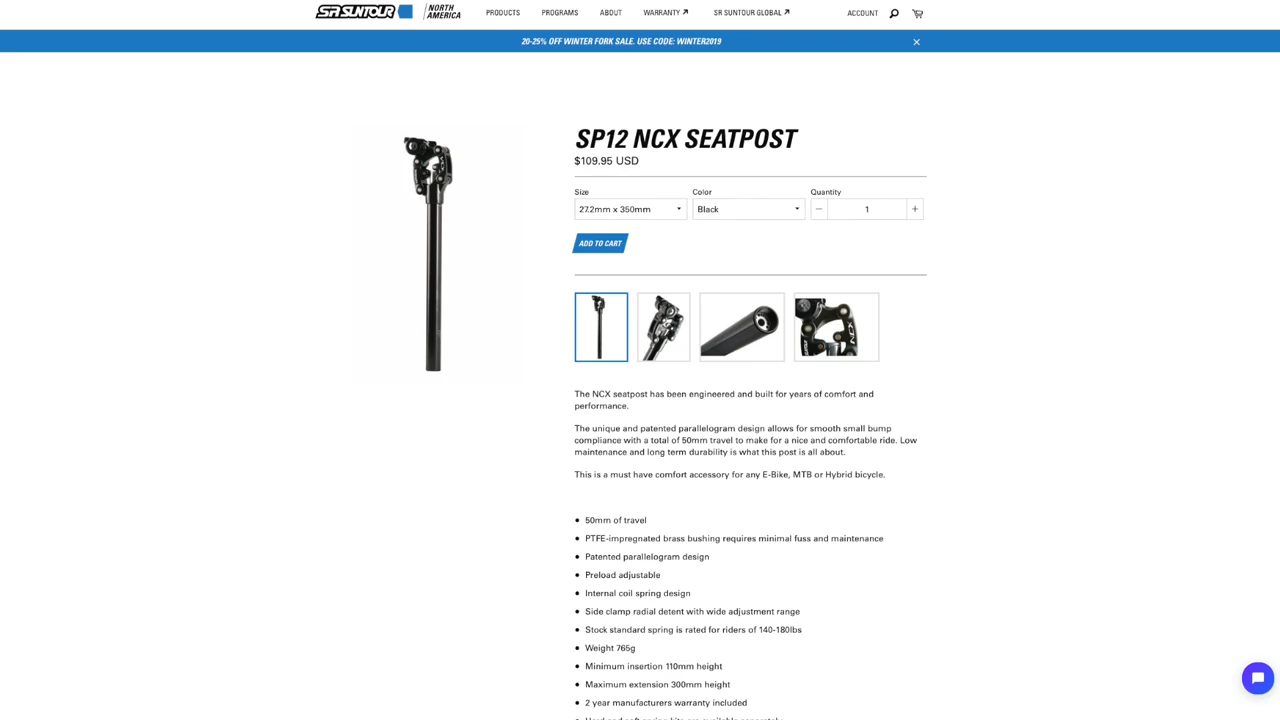 SR SUNTOUR NORTH AMERICA
PRODUCTS
PROGRAMS
ABOUT
WARRANTY
SR SUNTOUR GLOBAL
ACCOUNT
20-25% OFF WINTER FORK SALE. USE CODE: WINTER2019
SP12 NCX SEATPOST
$109.95 USD
Size
Color
Quantity
27.2mm x 350mm
Black
1
ADD TO CART
NCX
The NCX seatpost has been engineered and built for years of comfort and
performance.
The unique and patented parallelogram design allows for smooth small bump
compliance with a total of 50mm travel to make for a nice and comfortable ride. Low
maintenance and long term durability is what this post is all about.
This is a must have comfort accessory for any E-Bike, MTB or Hybrid bicycle.
50mm of travel
PTFE-impregnated brass bushing requires minimal fuss and maintenance
Patented parallelogram design
Preload adjustable
Internal coil spring design
Side clamp radial detent with wide adjustment range
Stock standard spring is rated for riders of 140-180lbs
Weight 765g
Minimum insertion 110mm height
Maximum extension 300mm height
2 year manufacturers warranty included